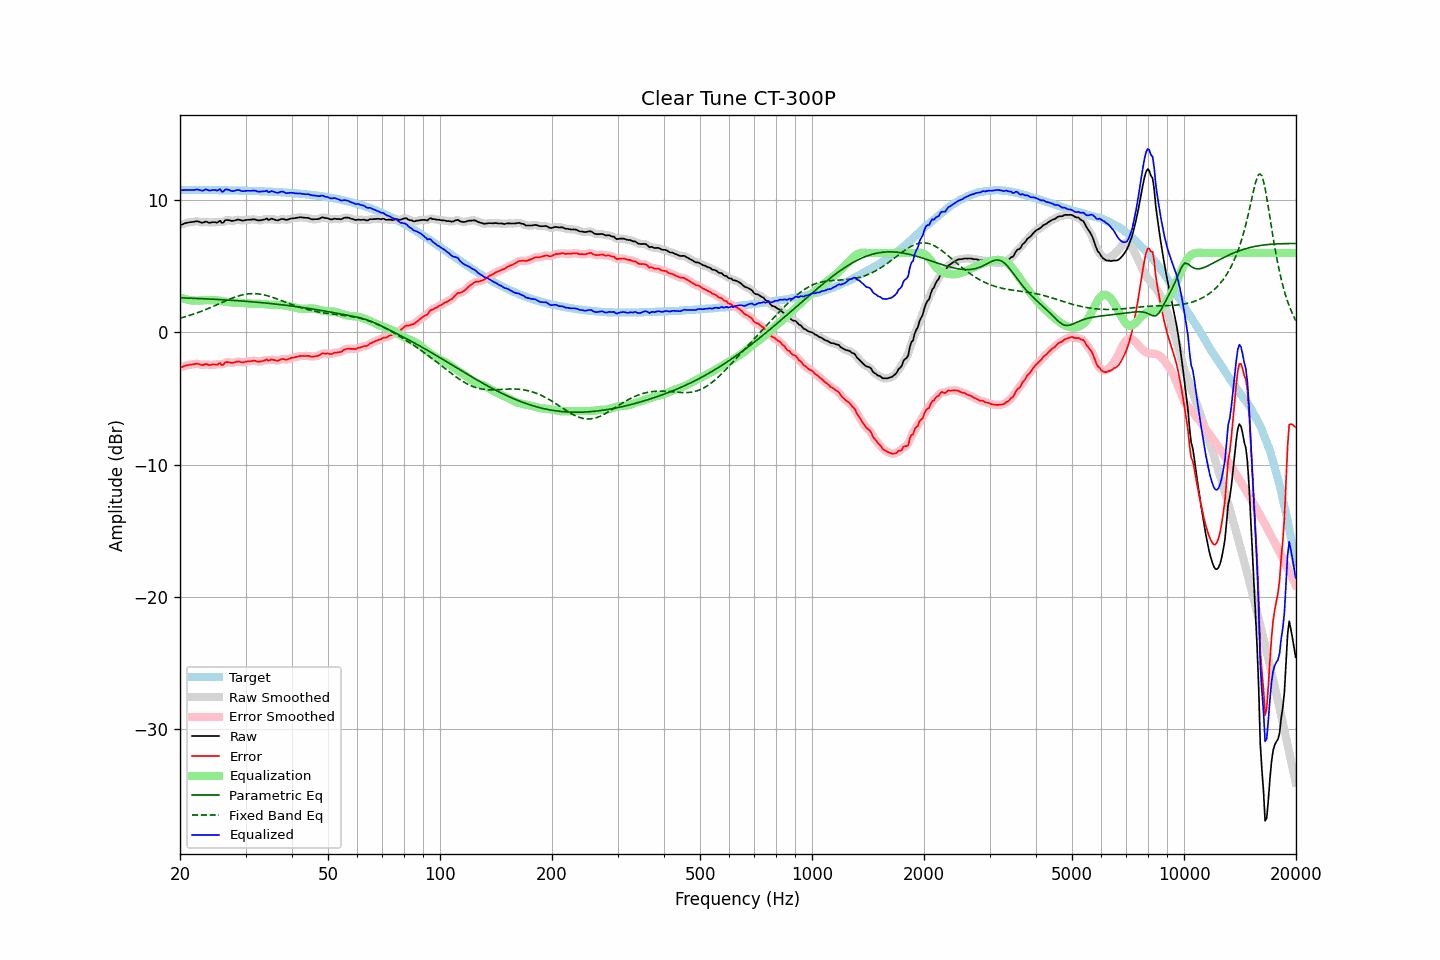 Clear Tune CT-300P
Amplitude (dBr)
10
0
−10
−20
−30
Target
Raw Smoothed
Error Smoothed
Raw
Error
Equalization
Parametric Eq
Fixed Band Eq
Equalized
20 50 100 200 500 1000 2000 5000 10000 20000
Frequency (Hz)